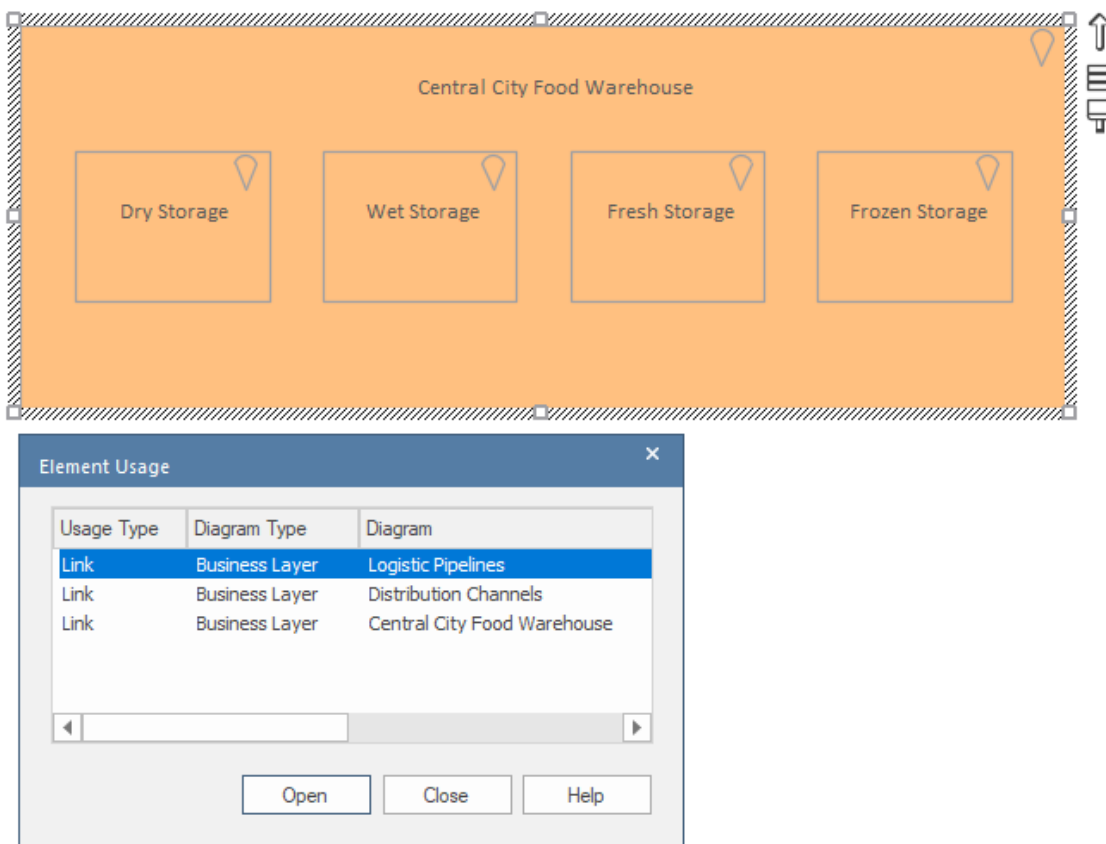 Central City Food Warehouse
Dry Storage
Wet Storage
Fresh Storage
Frozen Storage
Element Usage
Usage Type Diagram Type Diagram
Link Business Layer Logistic Pipelines
Link Business Layer Distribution Channels
Link Business Layer Central City Food Warehouse
Open Close Help